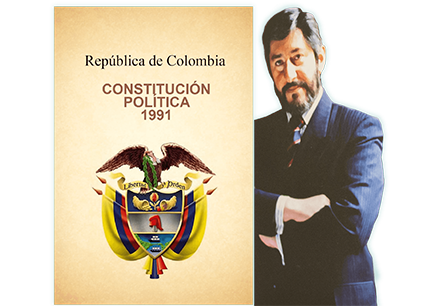 República de Colombia
CONSTITUCIÓN
POLÍTICA
1991
Libertad y Orden